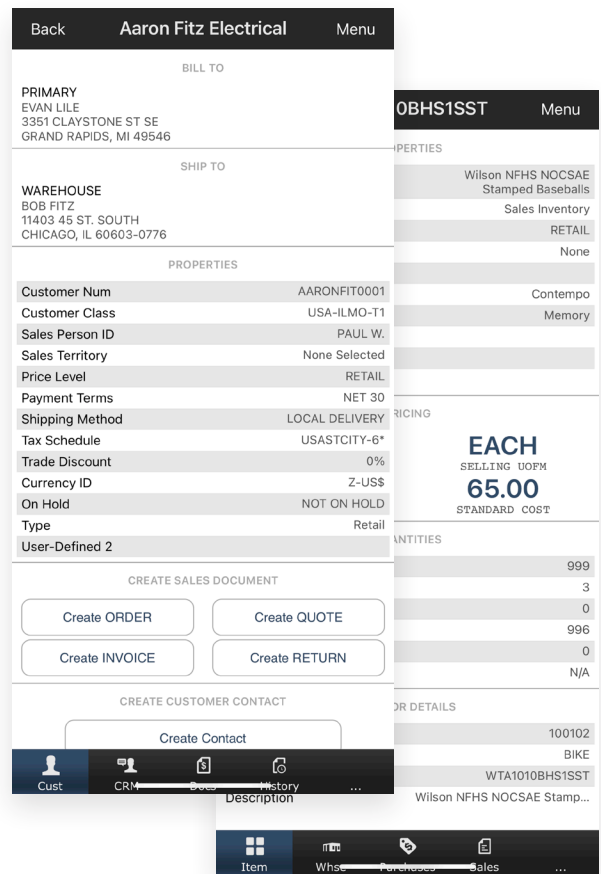 Back Aaron Fitz Electrical Menu
BILL TO
PRIMARY
EVAN LILE
3351 CLAYSTONE ST SE
GRAND RAPIDS, MI 49546
SHIP TO
WAREHOUSE
BOB FITZ
11403 45 ST. SOUTH
CHICAGO, IL 60603-0776
PROPERTIES
Customer Num AARONFIT0001
Customer Class USA-ILMO-T1
Sales Person ID PAUL W.
Sales Territory None Selected
Price Level RETAIL
Payment Terms NET 30
Shipping Method LOCAL DELIVERY
Tax Schedule USASTCITY-6*
Trade Discount 0%
Currency ID Z-US$
On Hold NOT ON HOLD
Type Retail
User-Defined 2
CREATE SALES DOCUMENT
Create ORDER Create QUOTE
Create INVOICE Create RETURN
CREATE CUSTOMER CONTACT
Create Contact
Cust CRM Docs History ...
0BHS1SST Menu
PERTIES
Wilson NFHS NOCSAE
Stamped Baseballs
Sales Inventory
RETAIL
None
Contempo
Memory
RICING
EACH
SELLING UOFM
65.00
STANDARD COST
ANTITIES
999
3
0
996
0
N/A
OR DETAILS
100102
BIKE
WTA1010BHS1SST
Description Wilson NFHS NOCSAE Stamp...
Item Whse Purchases Sales ...